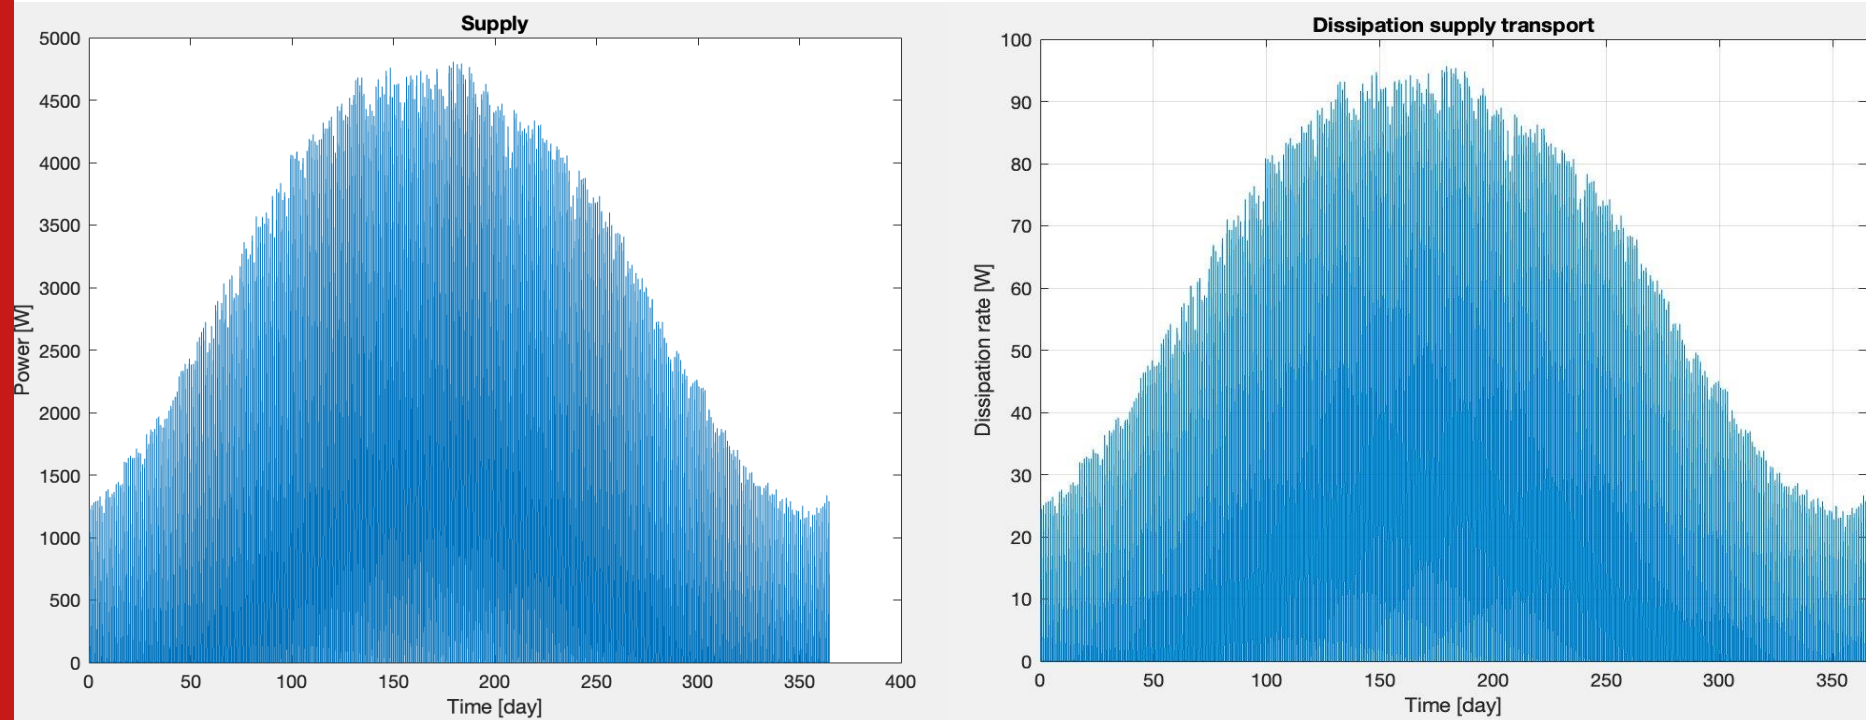 Supply
5000
4500
4000
3500
3000
2500
2000
1500
1000
500
0
Power [W]
0 50 100 150 200 250 300 350 400
Time [day]
Dissipation supply transport
100
90
80
70
60
50
40
30
20
10
0
Dissipation rate [W]
0 50 100 150 200 250 300 350
Time [day]